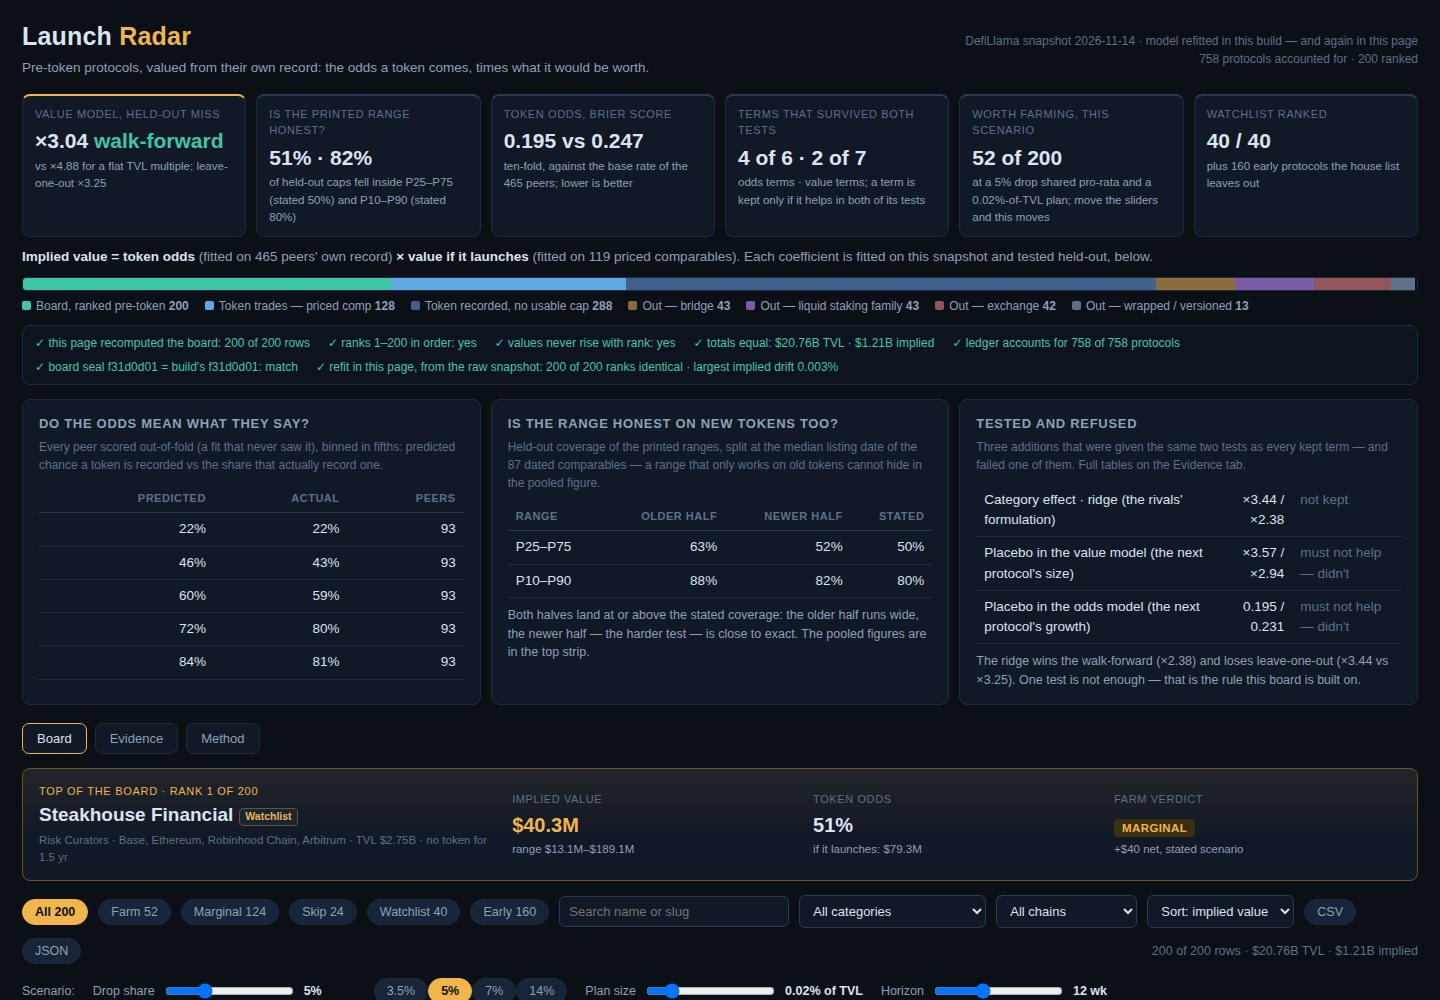 Launch Radar
DefiLlama snapshot 2026-11-14 · model refitted in this build — and again in this page
Pre-token protocols, valued from their own record: the odds a token comes, times what it would be worth.
758 protocols accounted for · 200 ranked
VALUE MODEL, HELD-OUT MISS
×3.04 walk-forward
vs ×4.88 for a flat TVL multiple; leave-
one-out ×3.25
IS THE PRINTED RANGE
HONEST?
51% · 82%
of held-out caps fell inside P25–P75
(stated 50%) and P10–P90 (stated
80%)
TOKEN ODDS, BRIER SCORE
0.195 vs 0.247
ten-fold, against the base rate of the
465 peers; lower is better
TERMS THAT SURVIVED BOTH
TESTS
4 of 6 · 2 of 7
odds terms · value terms; a term is
kept only if it helps in both of its tests
WORTH FARMING, THIS
SCENARIO
52 of 200
at a 5% drop shared pro-rata and a
0.02%-of-TVL plan; move the sliders
and this moves
WATCHLIST RANKED
40 / 40
plus 160 early protocols the house list
leaves out
Implied value = token odds (fitted on 465 peers' own record) × value if it launches (fitted on 119 priced comparables). Each coefficient is fitted on this snapshot and tested held-out, below.
Board, ranked pre-token 200 Token trades — priced comp 128 Token recorded, no usable cap 288 Out — bridge 43 Out — liquid staking family 43 Out — exchange 42 Out — wrapped / versioned 13
✓ this page recomputed the board: 200 of 200 rows ✓ ranks 1–200 in order: yes ✓ values never rise with rank: yes ✓ totals equal: $20.76B TVL · $1.21B implied ✓ ledger accounts for 758 of 758 protocols
✓ board seal f31d0d01 = build's f31d0d01: match ✓ refit in this page, from the raw snapshot: 200 of 200 ranks identical · largest implied drift 0.003%
DO THE ODDS MEAN WHAT THEY SAY?
Every peer scored out-of-fold (a fit that never saw it), binned in fifths: predicted
chance a token is recorded vs the share that actually record one.
PREDICTED ACTUAL PEERS
22% 22% 93
46% 43% 93
60% 59% 93
72% 80% 93
84% 81% 93
IS THE RANGE HONEST ON NEW TOKENS TOO?
Held-out coverage of the printed ranges, split at the median listing date of the
87 dated comparables — a range that only works on old tokens cannot hide in
the pooled figure.
RANGE OLDER HALF NEWER HALF STATED
P25–P75 63% 52% 50%
P10–P90 88% 82% 80%
Both halves land at or above the stated coverage: the older half runs wide,
the newer half — the harder test — is close to exact. The pooled figures are
in the top strip.
TESTED AND REFUSED
Three additions that were given the same two tests as every kept term — and
failed one of them. Full tables on the Evidence tab.
Category effect · ridge (the rivals' ×3.44 / not kept
formulation) ×2.38
Placebo in the value model (the next ×3.57 / must not help
protocol's size) ×2.94 — didn't
Placebo in the odds model (the next 0.195 / must not help
protocol's growth) 0.231 — didn't
The ridge wins the walk-forward (×2.38) and loses leave-one-out (×3.44 vs
×3.25). One test is not enough — that is the rule this board is built on.
Board Evidence Method
TOP OF THE BOARD · RANK 1 OF 200
Steakhouse Financial Watchlist
Risk Curators · Base, Ethereum, Robinhood Chain, Arbitrum · TVL $2.75B · no token for
1.5 yr
IMPLIED VALUE
$40.3M
range $13.1M–$189.1M
TOKEN ODDS
51%
if it launches: $79.3M
FARM VERDICT
MARGINAL
+$40 net, stated scenario
All 200 Farm 52 Marginal 124 Skip 24 Watchlist 40 Early 160 Search name or slug All categories All chains Sort: implied value CSV
JSON 200 of 200 rows · $20.76B TVL · $1.21B implied
Scenario: Drop share 5% 3.5% 5% 7% 14% Plan size 0.02% of TVL Horizon 12 wk